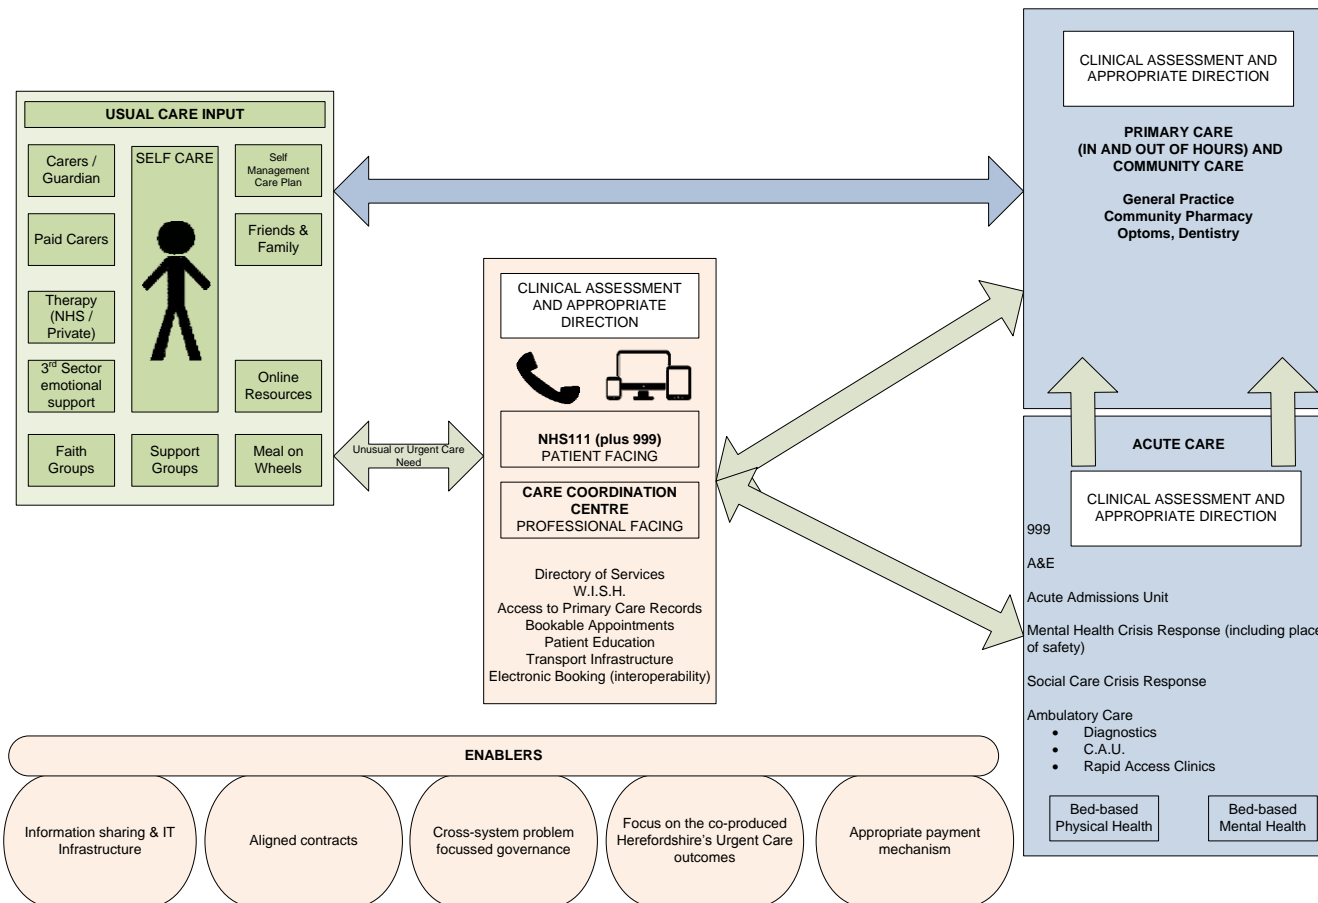 USUAL CARE INPUT
Carers /
Guardian
SELF CARE
Self
Management
Care Plan
Paid Carers
Friends &
Family
Therapy
(NHS /
Private)
3rd Sector
emotional
support
Online
Resources
Faith
Groups
Support
Groups
Meal on
Wheels
Unusual or Urgent Care
Need
CLINICAL ASSESSMENT
AND APPROPRIATE
DIRECTION
NHS111 (plus 999)
PATIENT FACING
CARE COORDINATION
CENTRE
PROFESSIONAL FACING
Directory of Services
W.I.S.H.
Access to Primary Care Records
Bookable Appointments
Patient Education
Transport Infrastructure
Electronic Booking (interoperability)
CLINICAL ASSESSMENT AND
APPROPRIATE DIRECTION
PRIMARY CARE
(IN AND OUT OF HOURS) AND
COMMUNITY CARE
General Practice
Community Pharmacy
Optoms, Dentistry
ACUTE CARE
CLINICAL ASSESSMENT AND
APPROPRIATE DIRECTION
999
A&E
Acute Admissions Unit
Mental Health Crisis Response (including place
of safety)
Social Care Crisis Response
Ambulatory Care
• Diagnostics
• C.A.U.
• Rapid Access Clinics
Bed-based
Physical Health
Bed-based
Mental Health
ENABLERS
Information sharing & IT
Infrastructure
Aligned contracts
Cross-system problem
focussed governance
Focus on the co-produced
Herefordshire's Urgent Care
outcomes
Appropriate payment
mechanism